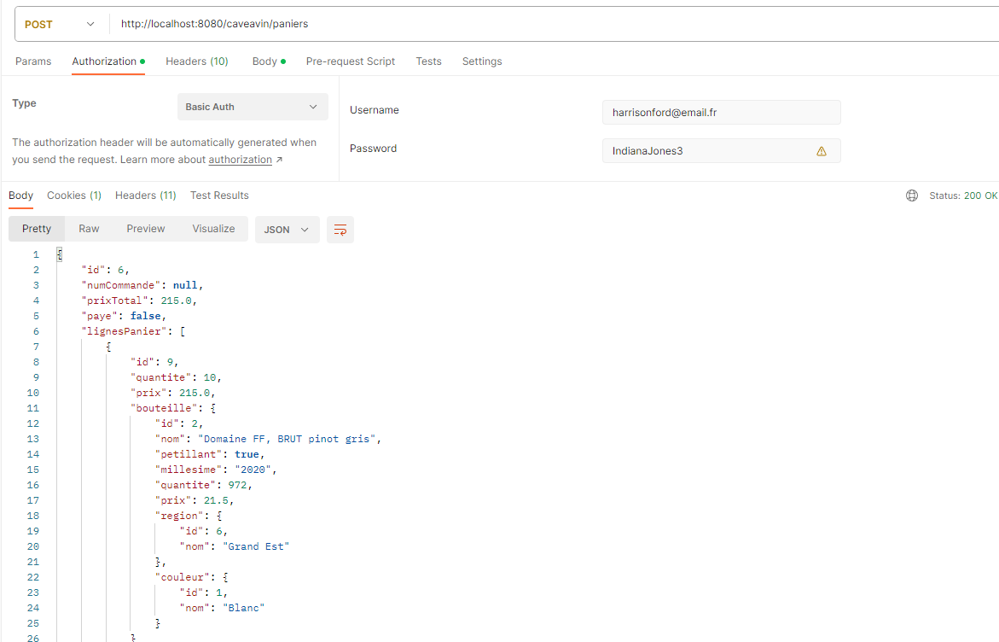 POST http://localhost:8080/caveavin/paniers
Params Authorization Headers (10) Body Pre-request Script Tests Settings
Type Basic Auth
The authorization header will be automatically generated when
you send the request. Learn more about authorization ↗
Username harrisonford@email.fr
Password IndianaJones3
Body Cookies (1) Headers (11) Test Results Status: 200 OK
Pretty Raw Preview Visualize JSON
1 {
2 "id": 6,
3 "numCommande": null,
4 "prixTotal": 215.0,
5 "paye": false,
6 "lignesPanier": [
7 {
8 "id": 9,
9 "quantite": 10,
10 "prix": 215.0,
11 "bouteille": {
12 "id": 2,
13 "nom": "Domaine FF, BRUT pinot gris",
14 "petillant": true,
15 "millesime": "2020",
16 "quantite": 972,
17 "prix": 21.5,
18 "region": {
19 "id": 6,
20 "nom": "Grand Est"
21 },
22 "couleur": {
23 "id": 1,
24 "nom": "Blanc"
25 }
26 }